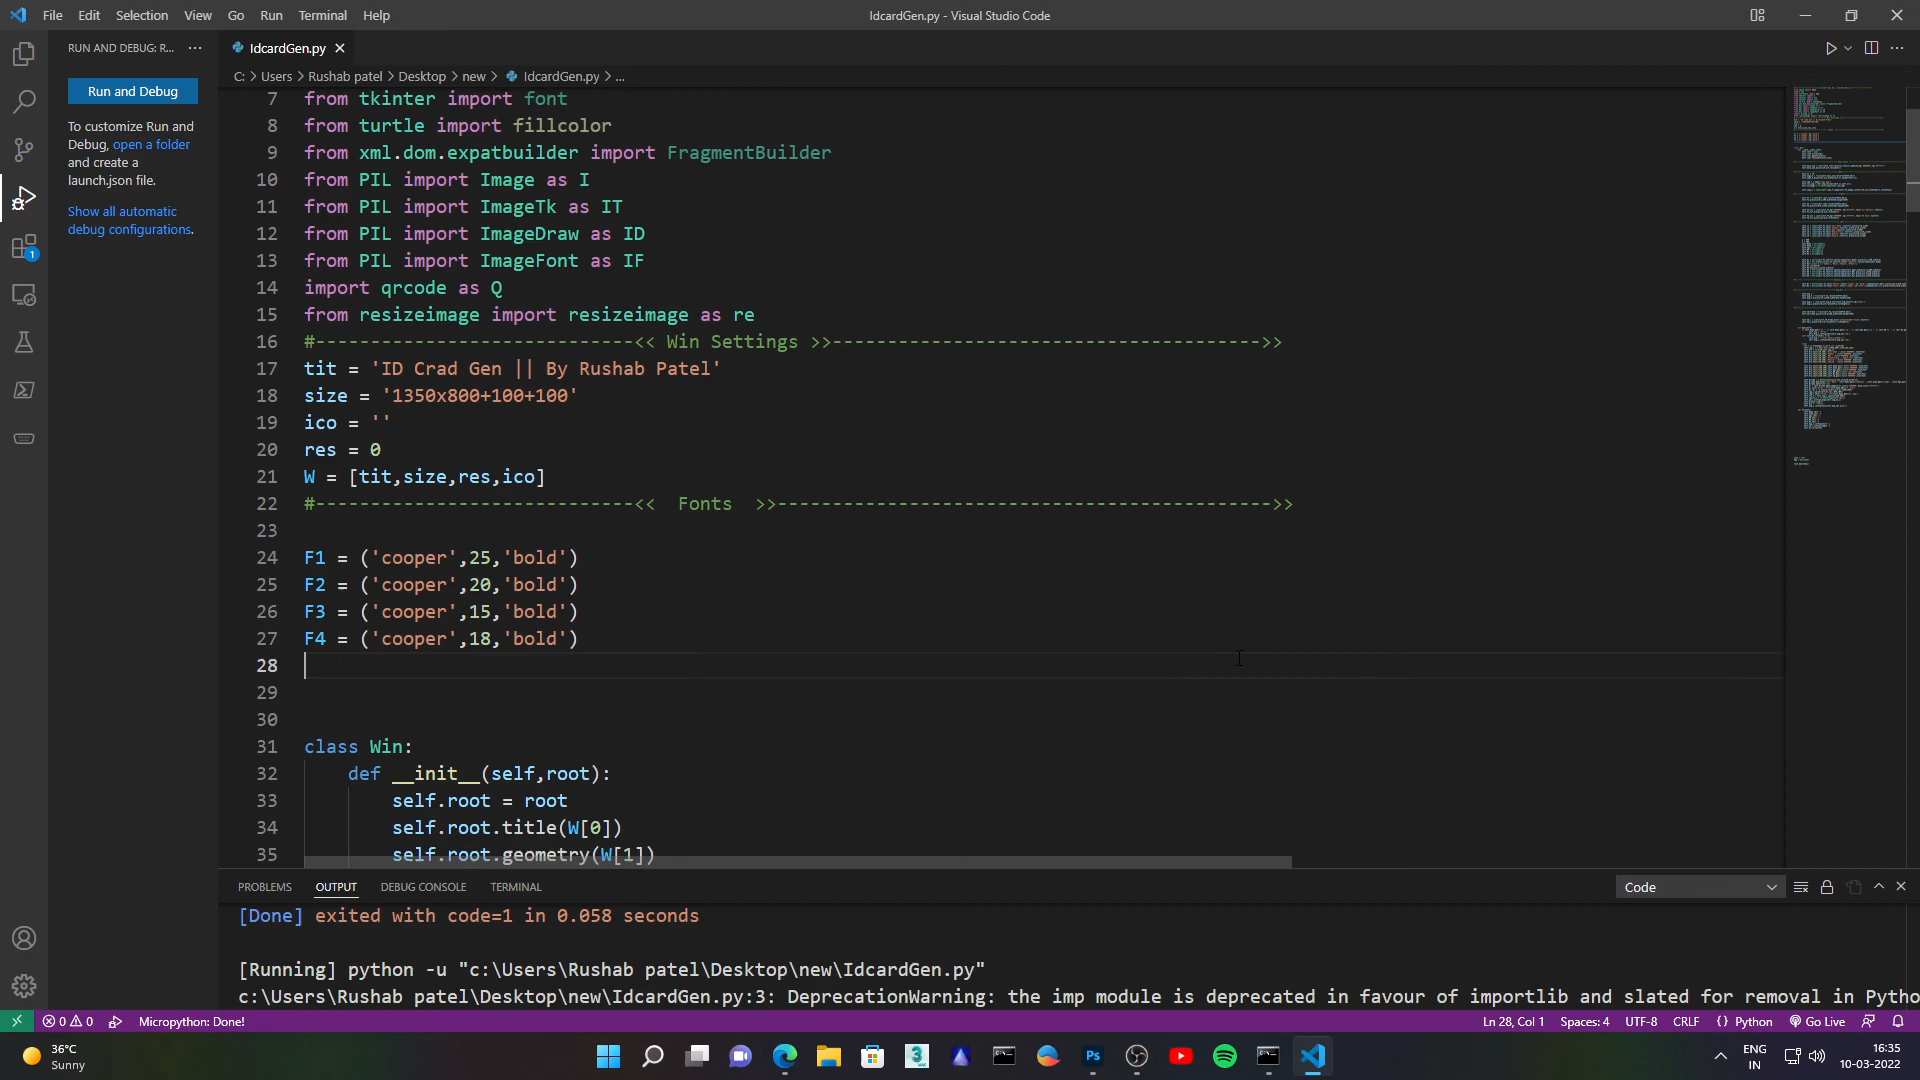 File Edit Selection View Go Run Terminal Help
IdcardGen.py - Visual Studio Code
RUN AND DEBUG: R... ···
IdcardGen.py
C: > Users > Rushab patel > Desktop > new > IdcardGen.py > ...
Run and Debug
To customize Run and
Debug, open a folder
and create a
launch.json file.
Show all automatic
debug configurations.
7 from tkinter import font
8 from turtle import fillcolor
9 from xml.dom.expatbuilder import FragmentBuilder
10 from PIL import Image as I
11 from PIL import ImageTk as IT
12 from PIL import ImageDraw as ID
13 from PIL import ImageFont as IF
14 import qrcode as Q
15 from resizeimage import resizeimage as re
16 #-----------------------------<< Win Settings >>---------------------------------------->>
17 tit = 'ID Crad Gen || By Rushab Patel'
18 size = '1350x800+100+100'
19 ico = ''
20 res = 0
21 W = [tit,size,res,ico]
22 #-----------------------------<<  Fonts  >>---------------------------------------------->>
23
24 F1 = ('cooper',25,'bold')
25 F2 = ('cooper',20,'bold')
26 F3 = ('cooper',15,'bold')
27 F4 = ('cooper',18,'bold')
28
29
30
31 class Win:
32     def __init__(self,root):
33         self.root = root
34         self.root.title(W[0])
35         self.root.geometry(W[1])
PROBLEMS OUTPUT DEBUG CONSOLE TERMINAL
Code
[Done] exited with code=1 in 0.058 seconds
[Running] python -u "c:\Users\Rushab patel\Desktop\new\IdcardGen.py"
c:\Users\Rushab patel\Desktop\new\IdcardGen.py:3: DeprecationWarning: the imp module is deprecated in favour of importlib and slated for removal in Pytho
0 0 Micropython: Done!
Ln 28, Col 1 Spaces: 4 UTF-8 CRLF {} Python Go Live
36°C
Sunny
1
3
Ps
ENG
IN
16:35
10-03-2022